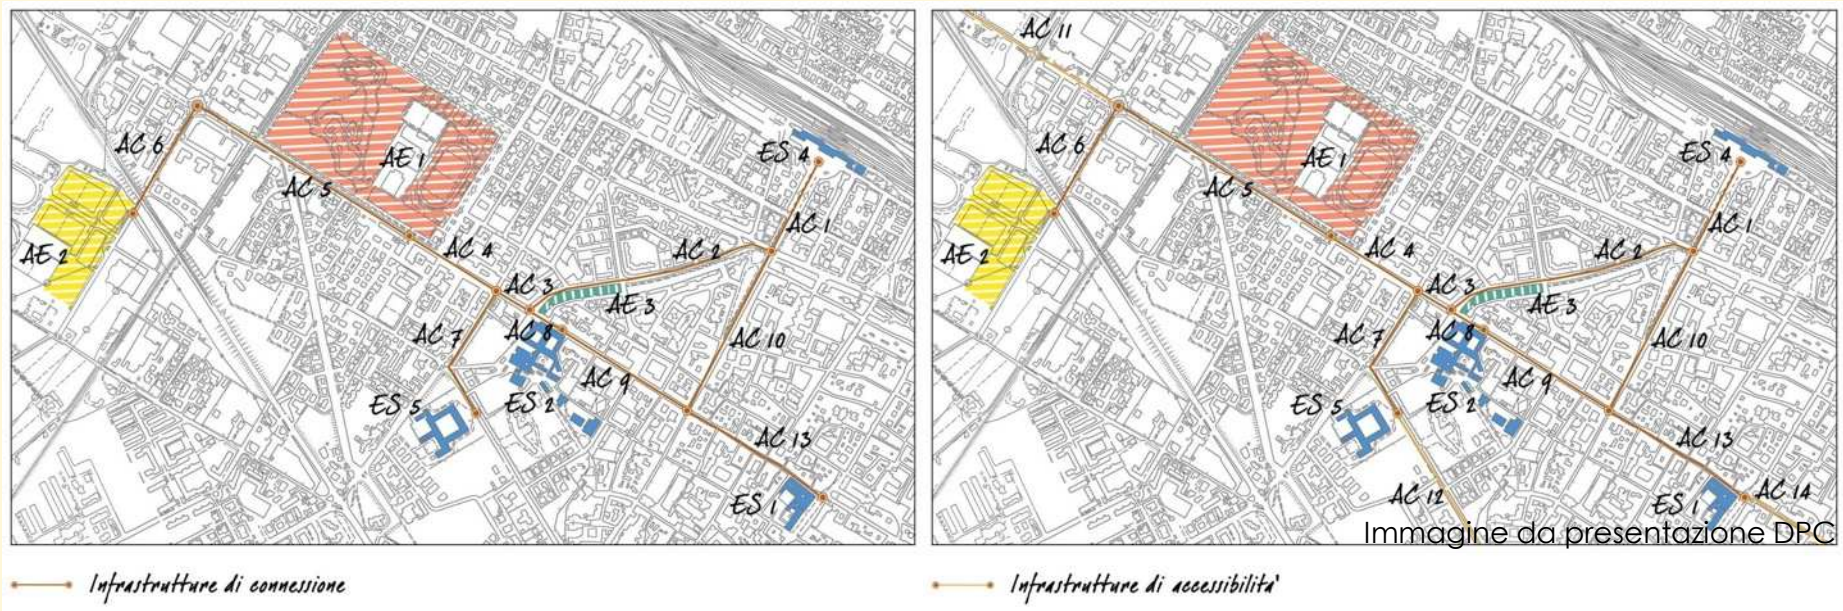 AC 6
AE 1
AC 5
AE 2
AC 4
ES 4
AC 1
AC 2
AC 3
AE 3
AC 7
AC 8
AC 10
AC 9
ES 5
ES 2
AC 13
ES 1
Infrastrutture di connessione
AC 11
AC 6
AE 1
AC 5
AE 2
AC 4
ES 4
AC 1
AC 2
AC 3
AE 3
AC 7
AC 8
AC 10
AC 9
ES 5
ES 2
AC 13
AC 12
ES 1
AC 14
Immagine da presentazione DPC
Infrastrutture di accessibilita'